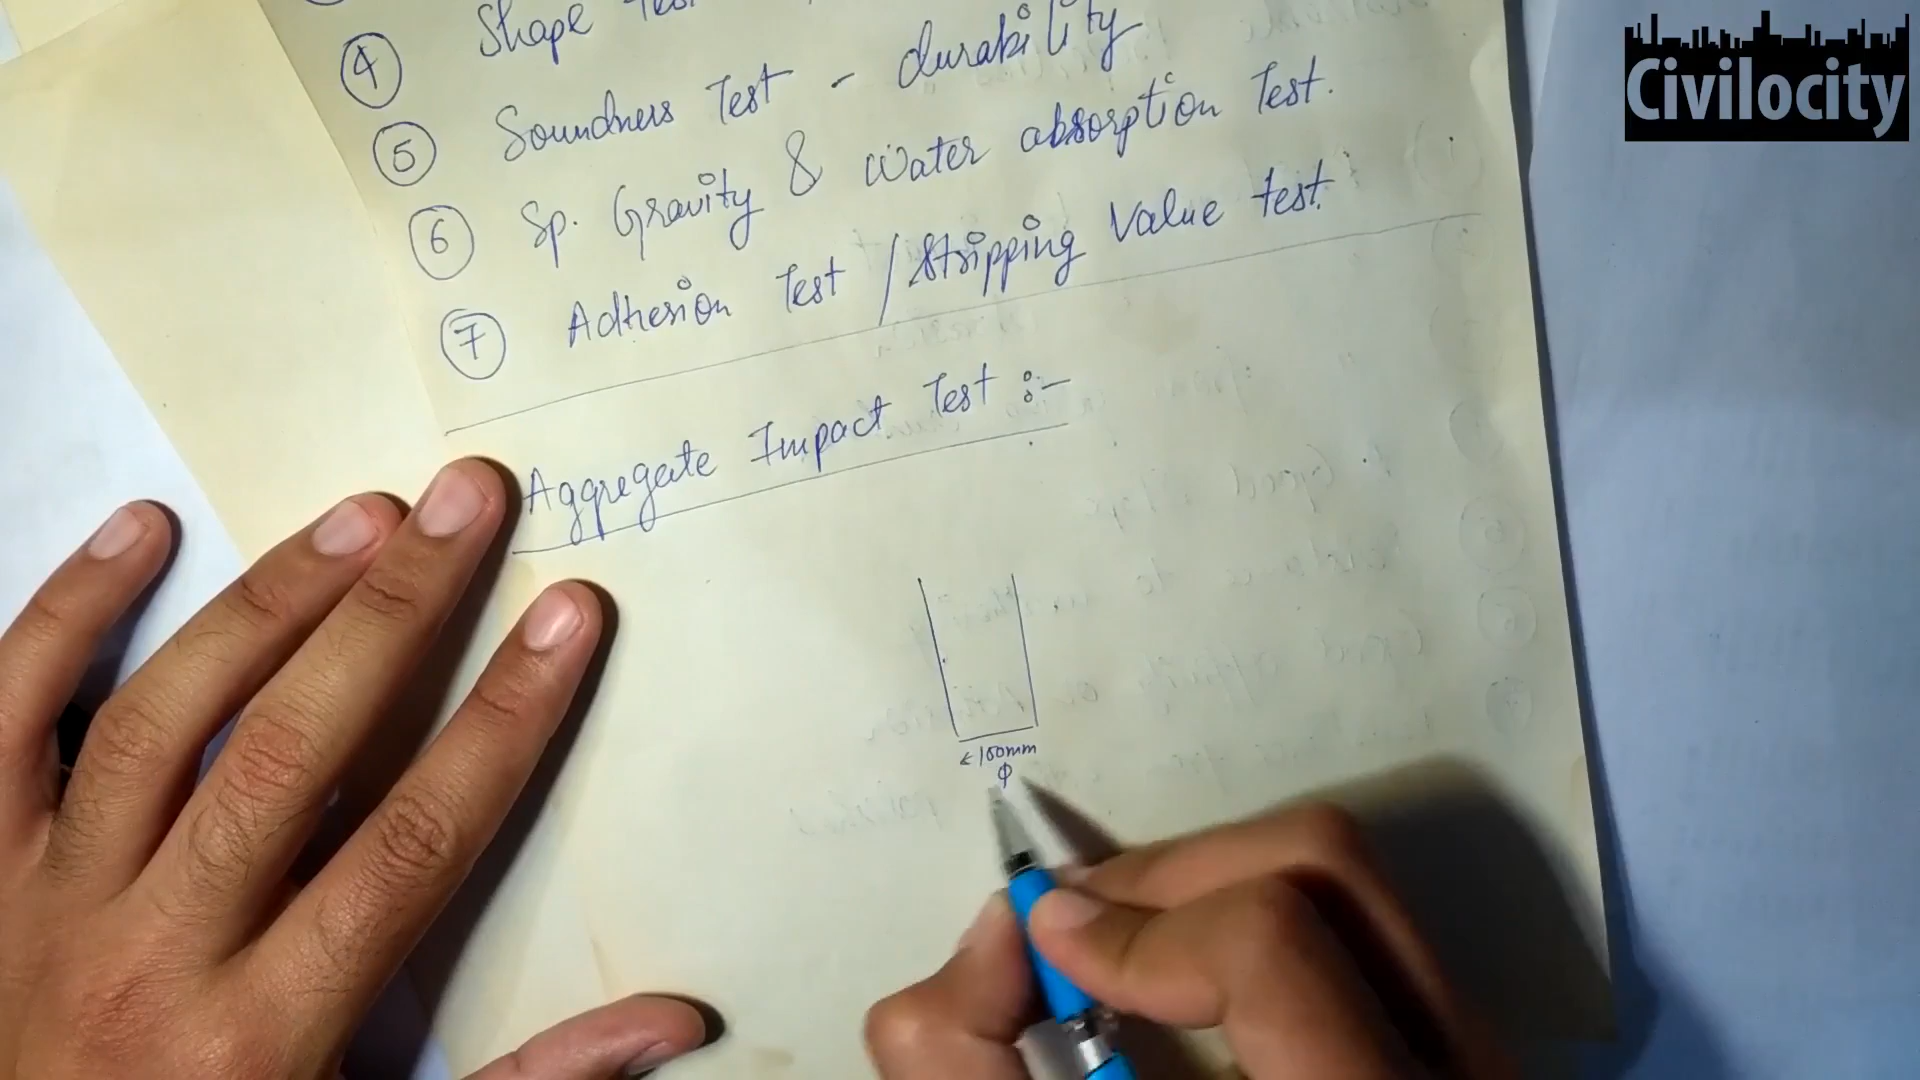 ④ Shape Test
⑤ Soundness Test - durability
⑥ Sp. Gravity & Water absorption Test.
⑦ Adhesion Test / Stripping Value test.
Aggregate Impact Test :-
100mm
Φ
Civilocity